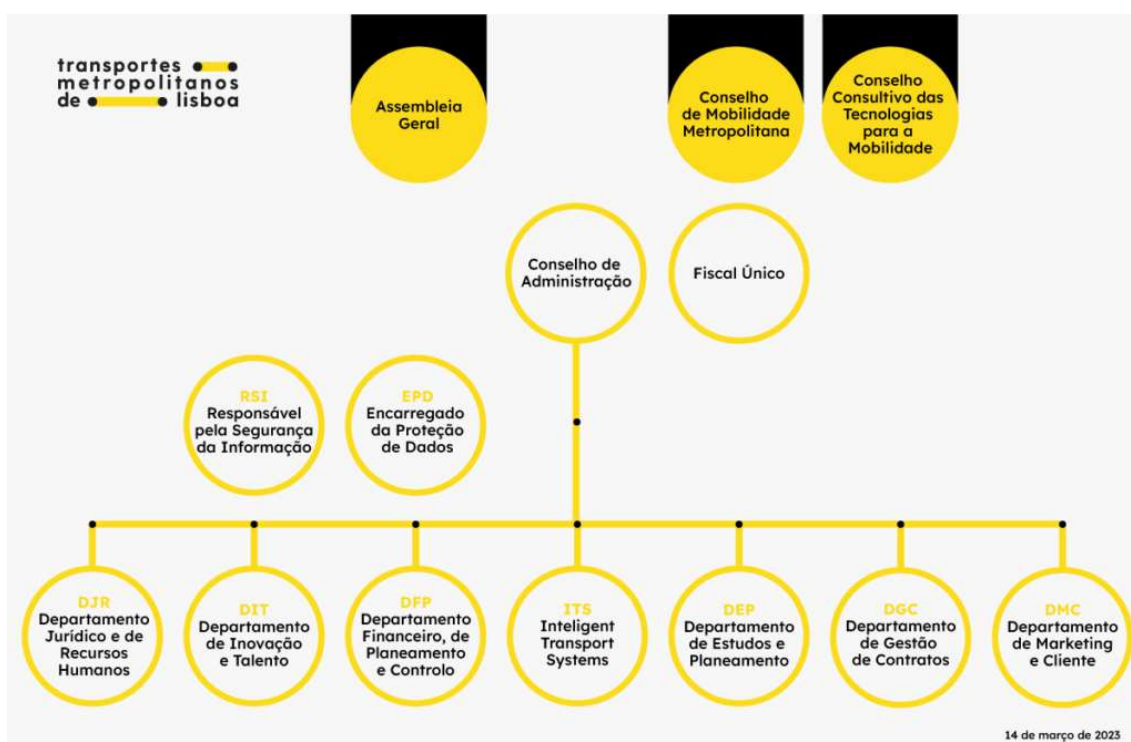 transportes
metropolitanos
de lisboa
Assembleia
Geral
Conselho
de Mobilidade
Metropolitana
Conselho
Consultivo das
Tecnologias
para a
Mobilidade
Conselho de
Administração
Fiscal Único
RSI
Responsável
pela Segurança
da Informação
EPD
Encarregado
da Proteção
de Dados
DJR
Departamento
Jurídico e de
Recursos
Humanos
DIT
Departamento
de Inovação
e Talento
DFP
Departamento
Financeiro, de
Planeamento
e Controlo
ITS
Inteligent
Transport
Systems
DEP
Departamento
de Estudos e
Planeamento
DGC
Departamento
de Gestão
de Contratos
DMC
Departamento
de Marketing
e Cliente
14 de março de 2023